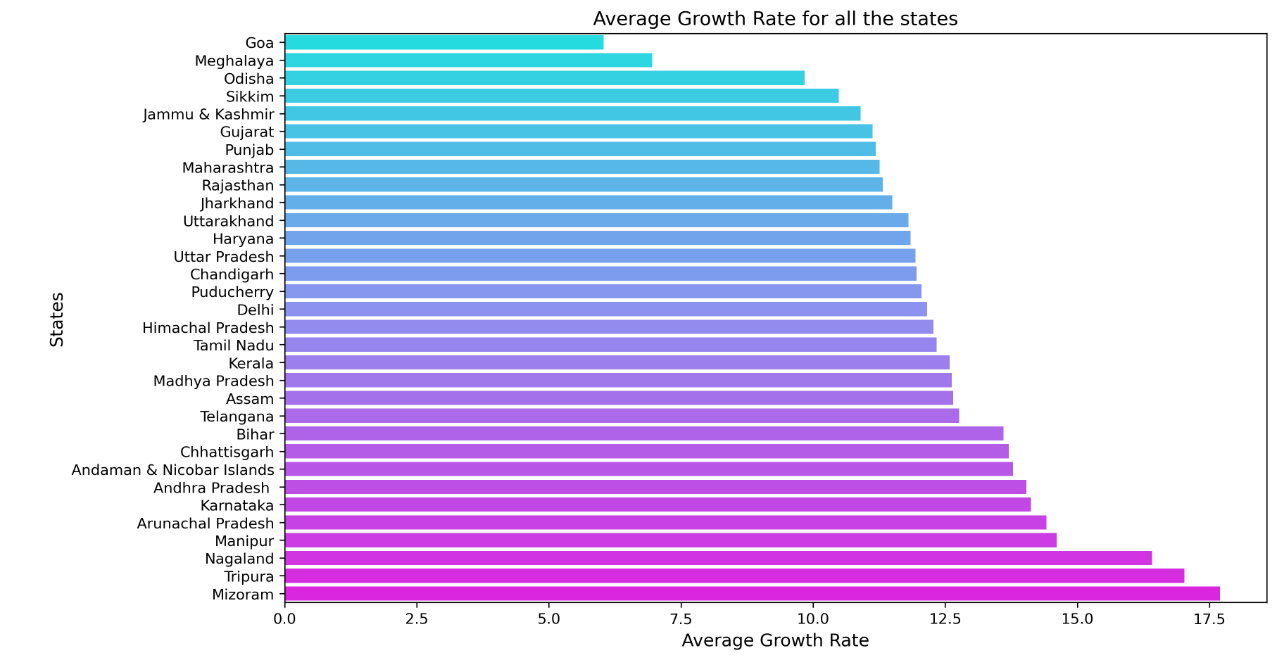 Average Growth Rate for all the states
Goa
Meghalaya
Odisha
Sikkim
Jammu & Kashmir
Gujarat
Punjab
Maharashtra
Rajasthan
Jharkhand
Uttarakhand
Haryana
Uttar Pradesh
Chandigarh
Puducherry
Delhi
Himachal Pradesh
Tamil Nadu
Kerala
Madhya Pradesh
Assam
Telangana
Bihar
Chhattisgarh
Andaman & Nicobar Islands
Andhra Pradesh
Karnataka
Arunachal Pradesh
Manipur
Nagaland
Tripura
Mizoram
States
0.0 2.5 5.0 7.5 10.0 12.5 15.0 17.5
Average Growth Rate